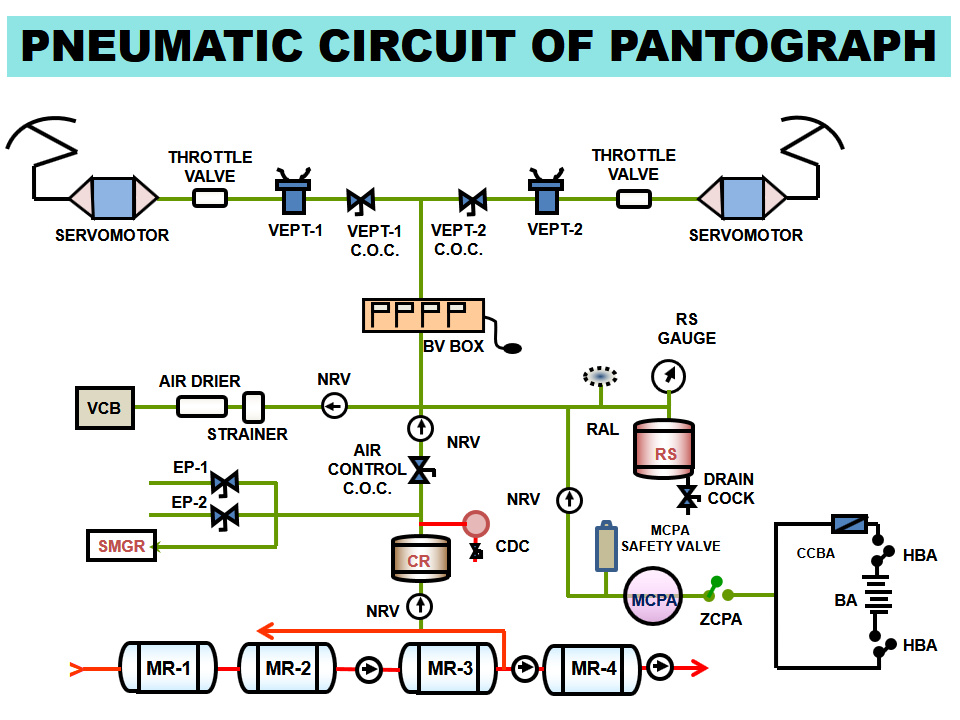 PNEUMATIC CIRCUIT OF PANTOGRAPH
THROTTLE
VALVE
THROTTLE
VALVE
SERVOMOTOR
VEPT-1
VEPT-1
C.O.C.
VEPT-2
C.O.C.
VEPT-2
SERVOMOTOR
BV BOX
RS
GAUGE
AIR DRIER
NRV
VCB
STRAINER
RAL
NRV
RS
AIR
CONTROL
C.O.C.
EP-1
EP-2
DRAIN
COCK
NRV
SMGR
CDC
MCPA
SAFETY VALVE
CR
CCBA
HBA
NRV
MCPA
ZCPA
BA
HBA
MR-1
MR-2
MR-3
MR-4